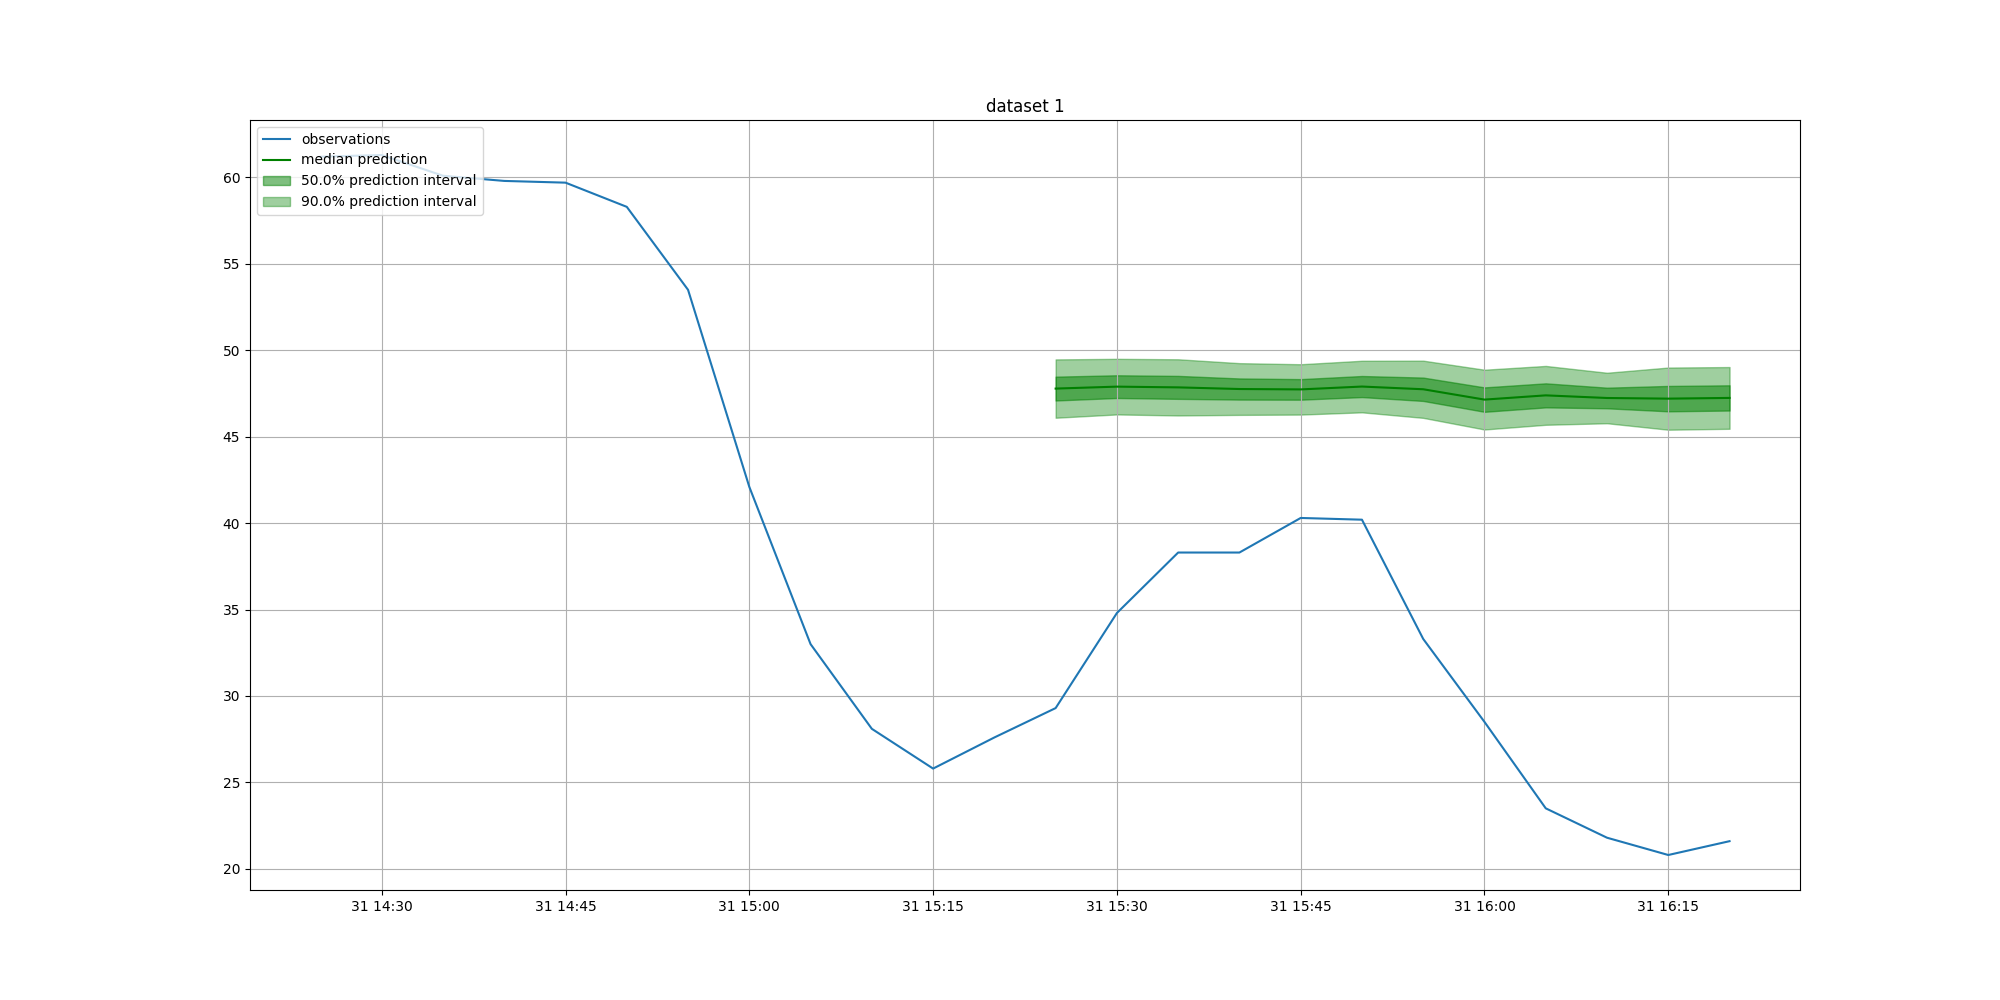 dataset 1
observations
median prediction
50.0% prediction interval
90.0% prediction interval
60
55
50
45
40
35
30
25
20
31 14:30 31 14:45 31 15:00 31 15:15 31 15:30 31 15:45 31 16:00 31 16:15